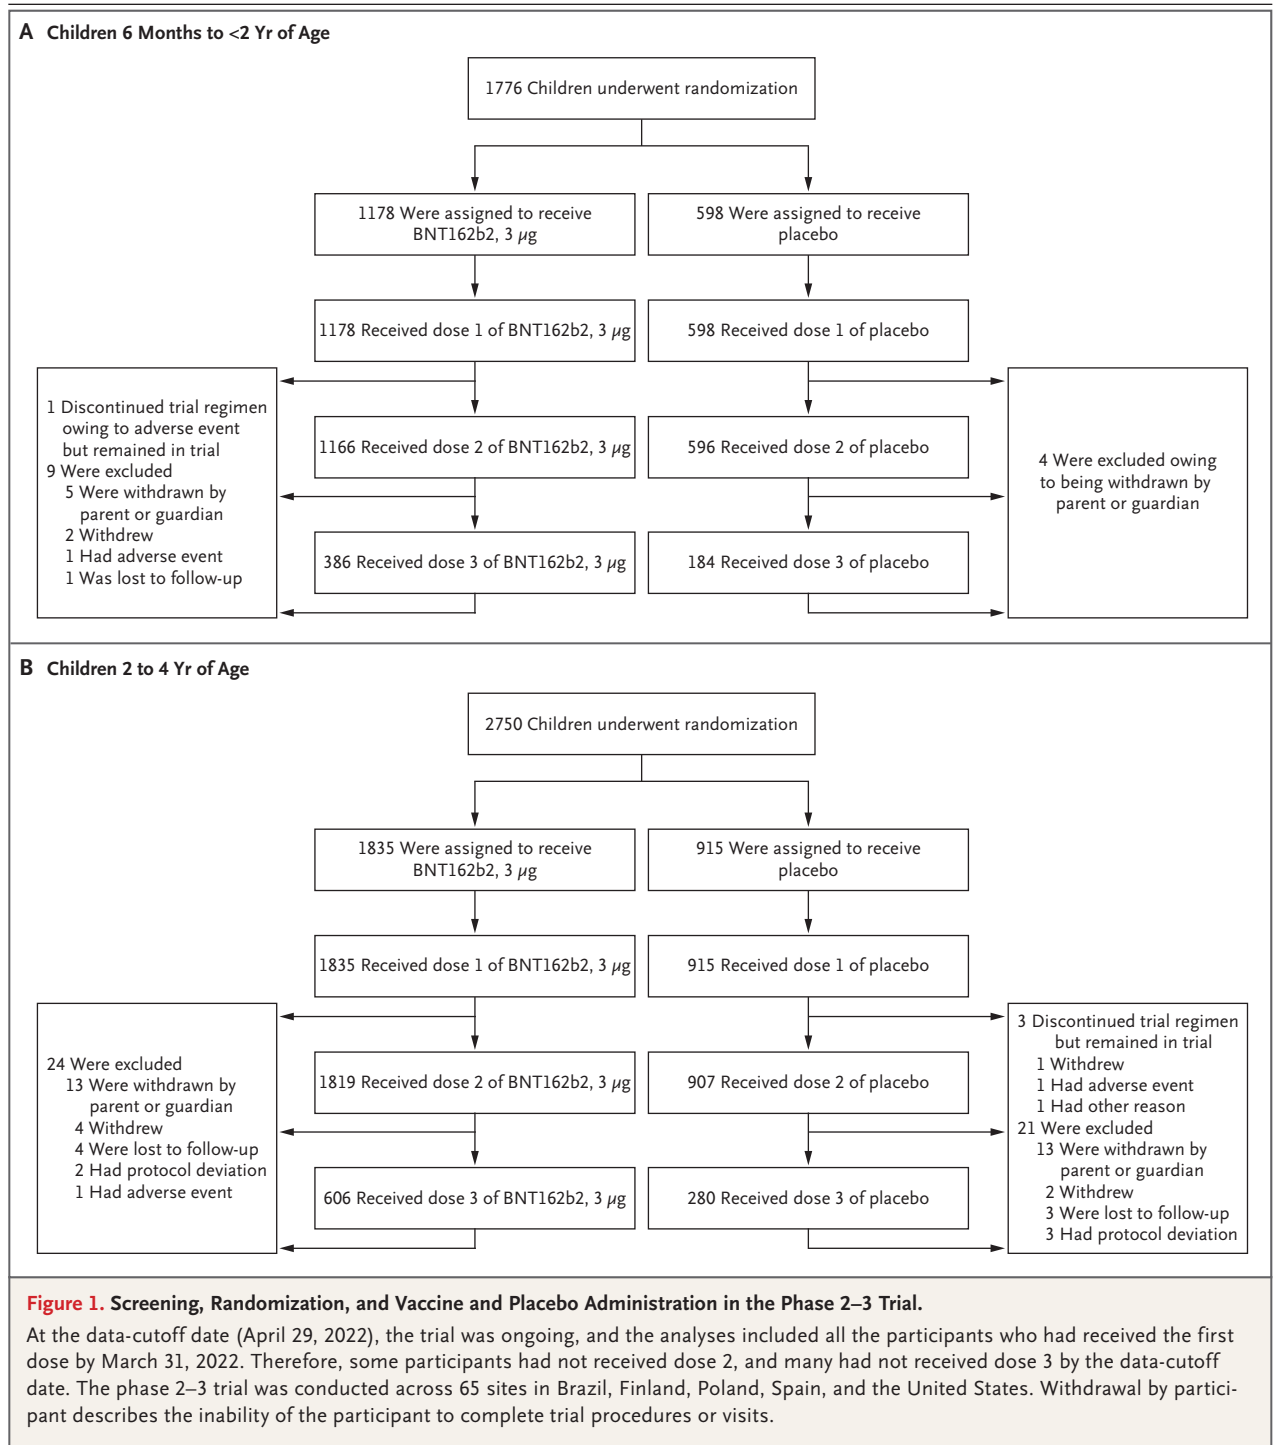 A Children 6 Months to <2 Yr of Age
1776 Children underwent randomization
1178 Were assigned to receive
BNT162b2, 3 µg
598 Were assigned to receive
placebo
1178 Received dose 1 of BNT162b2, 3 µg
598 Received dose 1 of placebo
1 Discontinued trial regimen
owing to adverse event
but remained in trial
9 Were excluded
5 Were withdrawn by
parent or guardian
2 Withdrew
1 Had adverse event
1 Was lost to follow-up
1166 Received dose 2 of BNT162b2, 3 µg
596 Received dose 2 of placebo
4 Were excluded owing
to being withdrawn by
parent or guardian
386 Received dose 3 of BNT162b2, 3 µg
184 Received dose 3 of placebo
B Children 2 to 4 Yr of Age
2750 Children underwent randomization
1835 Were assigned to receive
BNT162b2, 3 µg
915 Were assigned to receive
placebo
1835 Received dose 1 of BNT162b2, 3 µg
915 Received dose 1 of placebo
24 Were excluded
13 Were withdrawn by
parent or guardian
4 Withdrew
4 Were lost to follow-up
2 Had protocol deviation
1 Had adverse event
1819 Received dose 2 of BNT162b2, 3 µg
907 Received dose 2 of placebo
3 Discontinued trial regimen
but remained in trial
1 Withdrew
1 Had adverse event
1 Had other reason
21 Were excluded
13 Were withdrawn by
parent or guardian
2 Withdrew
3 Were lost to follow-up
3 Had protocol deviation
606 Received dose 3 of BNT162b2, 3 µg
280 Received dose 3 of placebo
Figure 1. Screening, Randomization, and Vaccine and Placebo Administration in the Phase 2–3 Trial.
At the data-cutoff date (April 29, 2022), the trial was ongoing, and the analyses included all the participants who had received the first
dose by March 31, 2022. Therefore, some participants had not received dose 2, and many had not received dose 3 by the data-cutoff
date. The phase 2–3 trial was conducted across 65 sites in Brazil, Finland, Poland, Spain, and the United States. Withdrawal by partici-
pant describes the inability of the participant to complete trial procedures or visits.